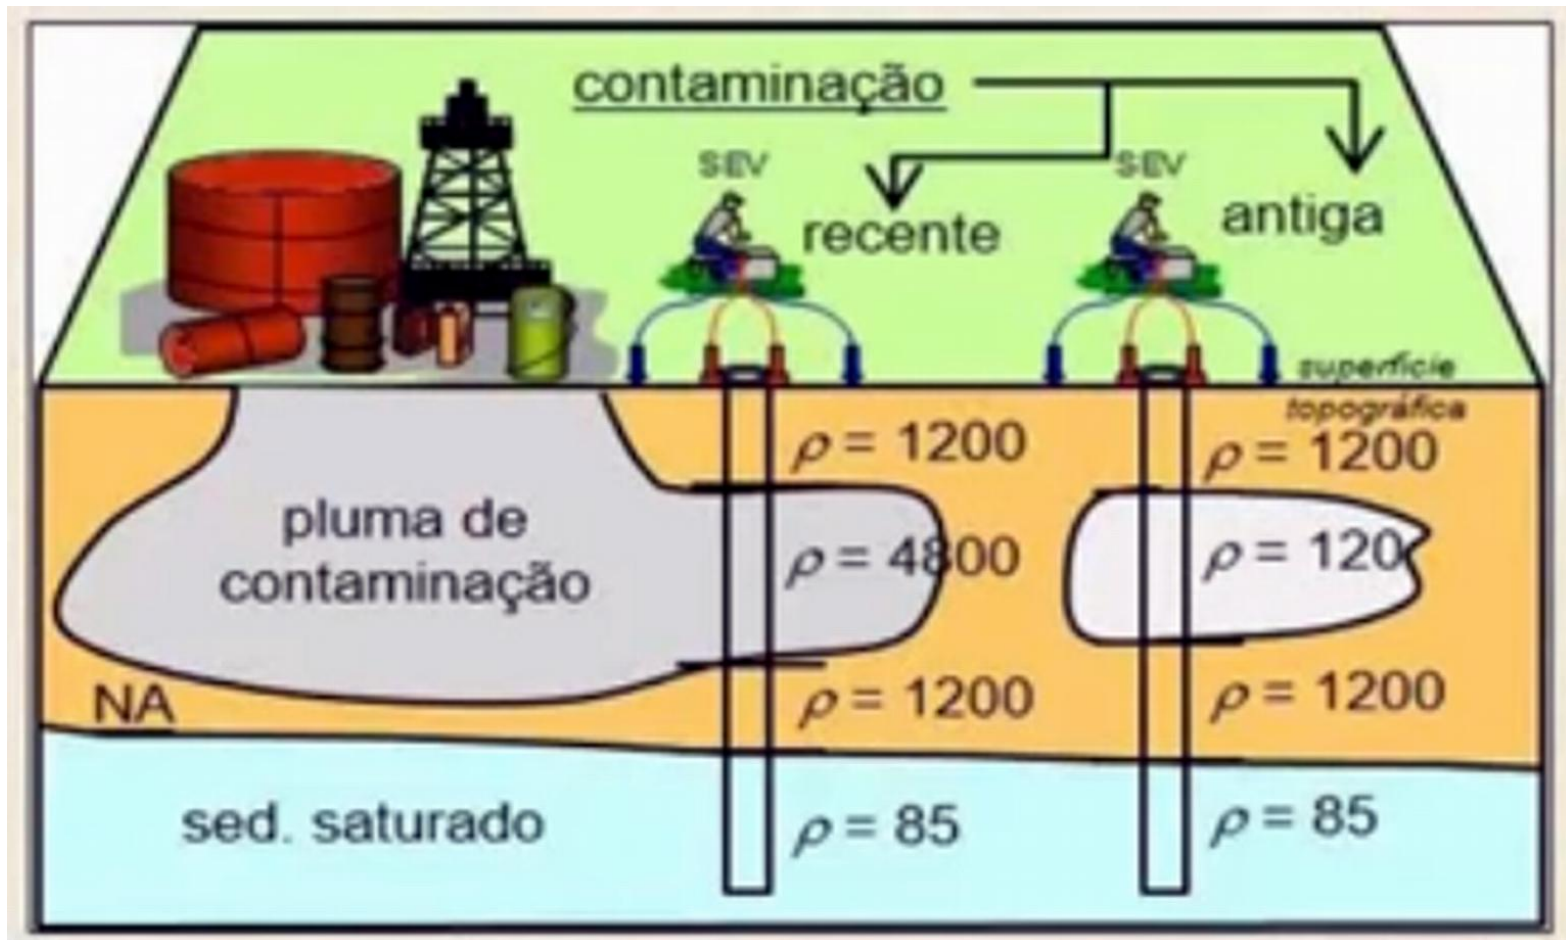 contaminação
SEV
SEV
recente
antiga
superfície
topográfica
ρ = 1200
ρ = 1200
pluma de
contaminação
ρ = 4800
ρ = 120
NA
ρ = 1200
ρ = 1200
sed. saturado
ρ = 85
ρ = 85